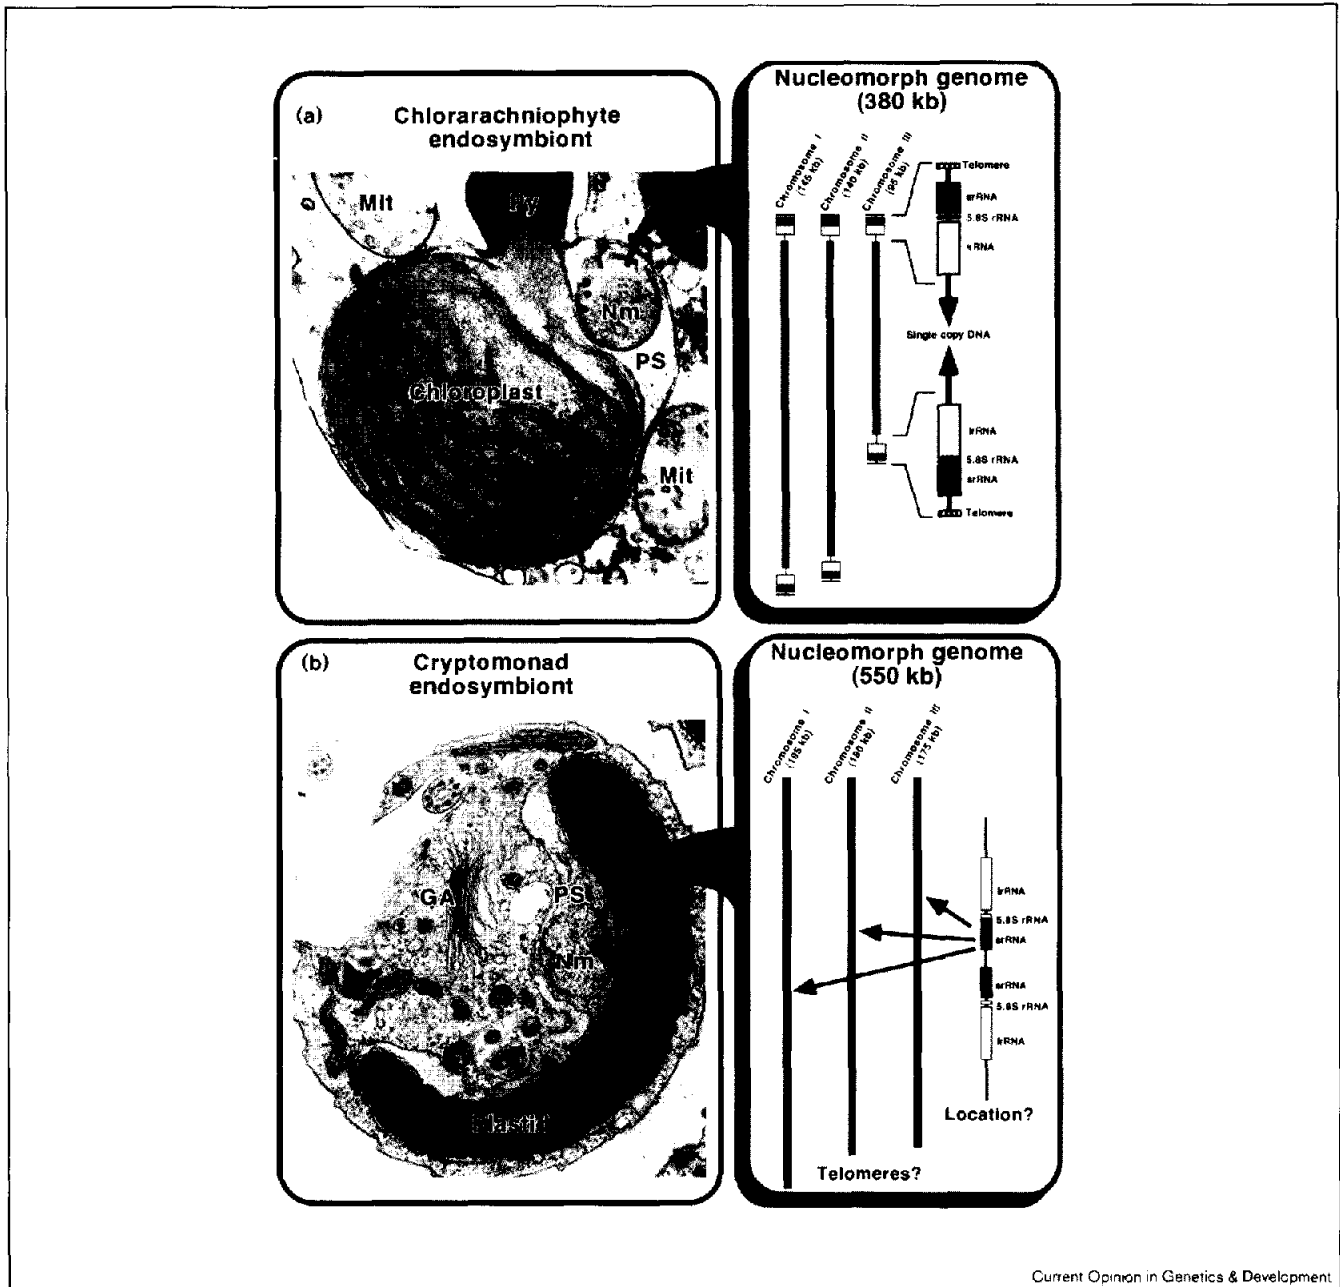 (a)
Chlorarachniophyte
endosymbiont
Mit
Py
Nm
PS
Chloroplast
Mit
Nucleomorph genome
(380 kb)
Chromosome I
(145 kb)
Chromosome II
(140 kb)
Chromosome III
(95 kb)
Telomere
srRNA
5.8S rRNA
lrRNA
Single copy DNA
lrRNA
5.8S rRNA
srRNA
Telomere
(b)
Cryptomonad
endosymbiont
GA
PS
Nm
Plastid
Nucleomorph genome
(550 kb)
Chromosome I
(195 kb)
Chromosome II
(180 kb)
Chromosome III
(175 kb)
lrRNA
5.8S rRNA
srRNA
srRNA
5.8S rRNA
lrRNA
Location?
Telomeres?
Current Opinion in Genetics & Development